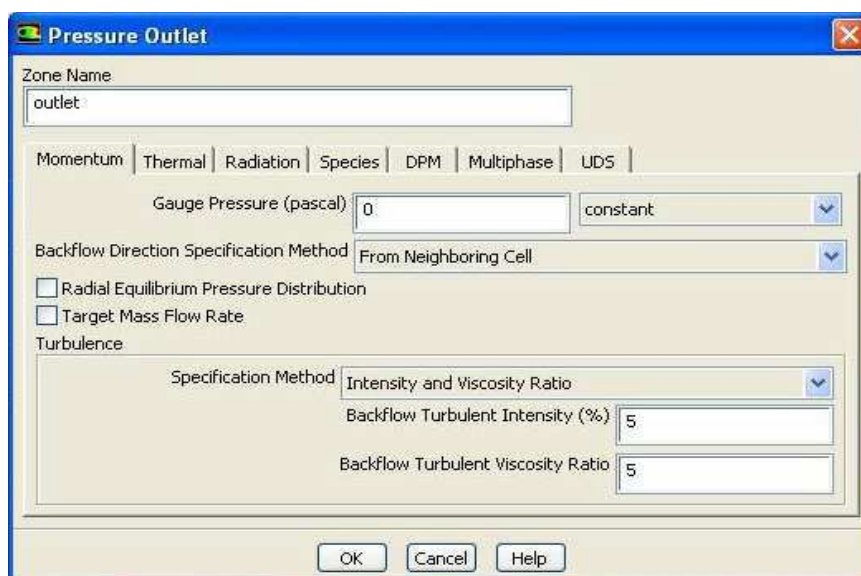 Pressure Outlet
Zone Name
outlet
Momentum Thermal Radiation Species DPM Multiphase UDS
Gauge Pressure (pascal) 0 constant
Backflow Direction Specification Method From Neighboring Cell
Radial Equilibrium Pressure Distribution
Target Mass Flow Rate
Turbulence
Specification Method Intensity and Viscosity Ratio
Backflow Turbulent Intensity (%) 5
Backflow Turbulent Viscosity Ratio 5
OK Cancel Help